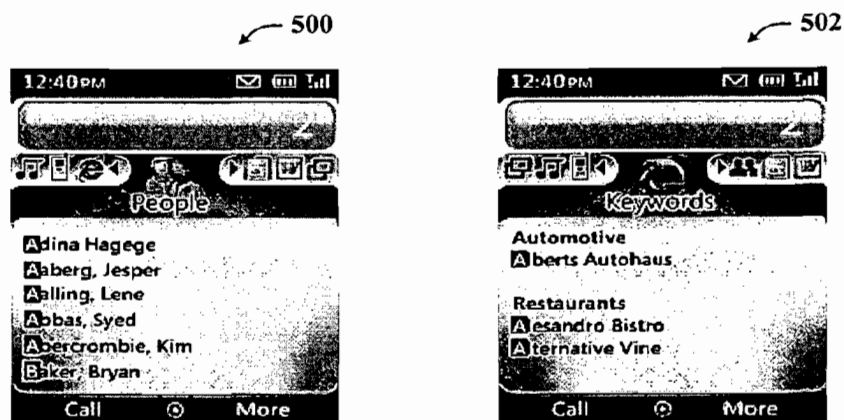 500
12:40PM
2
People
Adina Hagege
Aaberg, Jesper
Aalling, Lene
Abbas, Syed
Abercrombie, Kim
Baker, Bryan
Call
More
502
12:40PM
2
Keywords
Automotive
Alberts Autohaus
Restaurants
Alesandro Bistro
Alternative Vine
Call
More